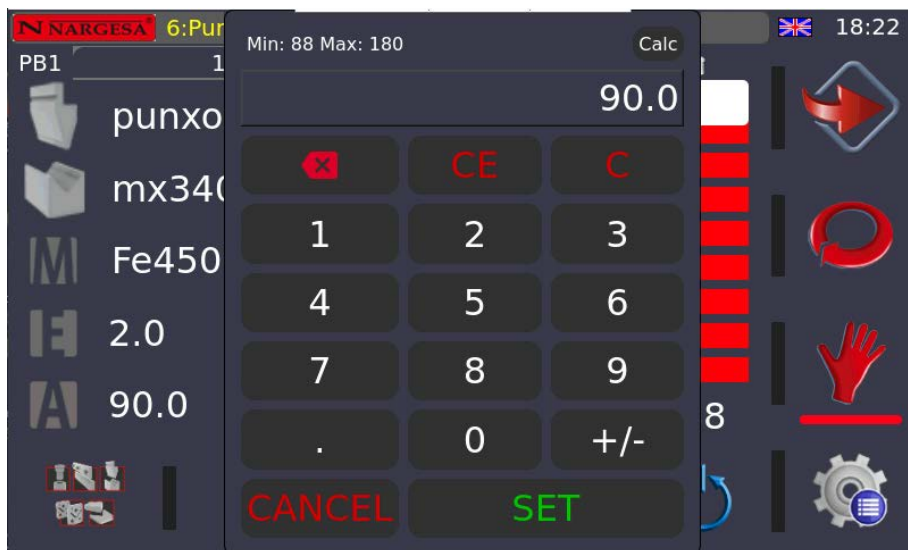 NARGESA 6:Pur 18:22
Min: 88 Max: 180 Calc
PB1 1
90.0
punxo
CE C
mx340
1 2 3
Fe450
4 5 6
2.0
7 8 9
90.0 8
. 0 +/-
CANCEL SET